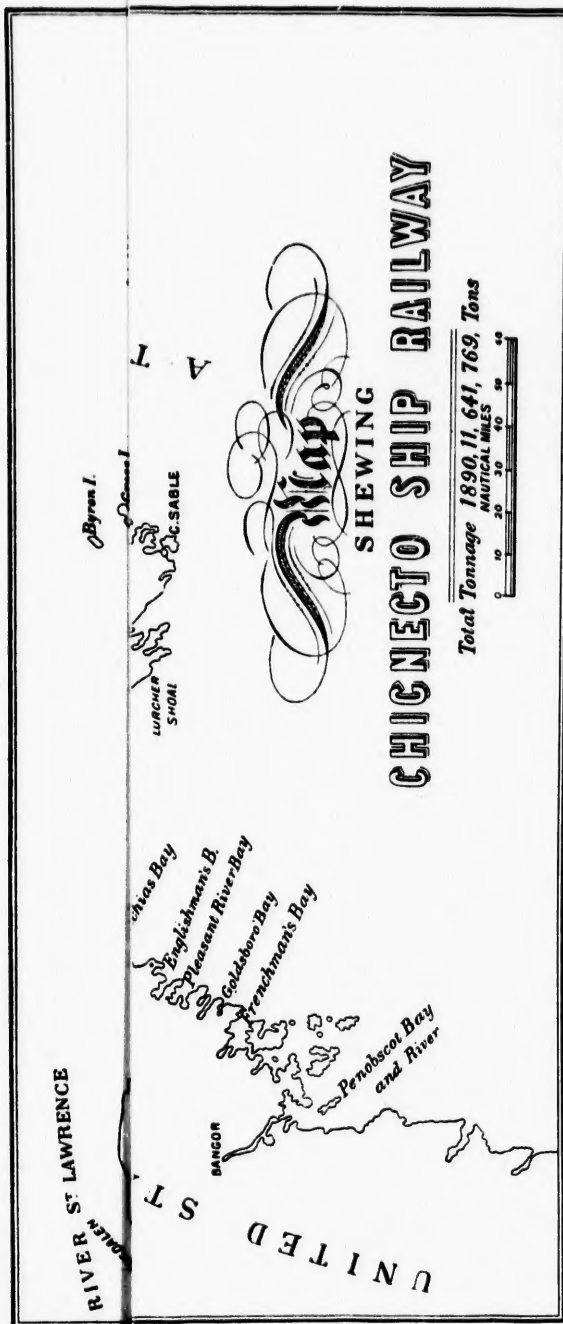 Map
SHEWING
CHIGNECTO SHIP RAILWAY
Total Tonnage 1890, 11, 641, 769, Tons
NAUTICAL MILES
0 10 20 30 40 50 60
RIVER ST LAWRENCE
DALEN
UNITED ST
BANGOR
Penobscot Bay
and River
Frenchman's Bay
Goldsboro' Bay
Pleasant River Bay
Englishman's B.
chias Bay
LURCHER
SHOAL
C. SABLE
Byron I.
A T